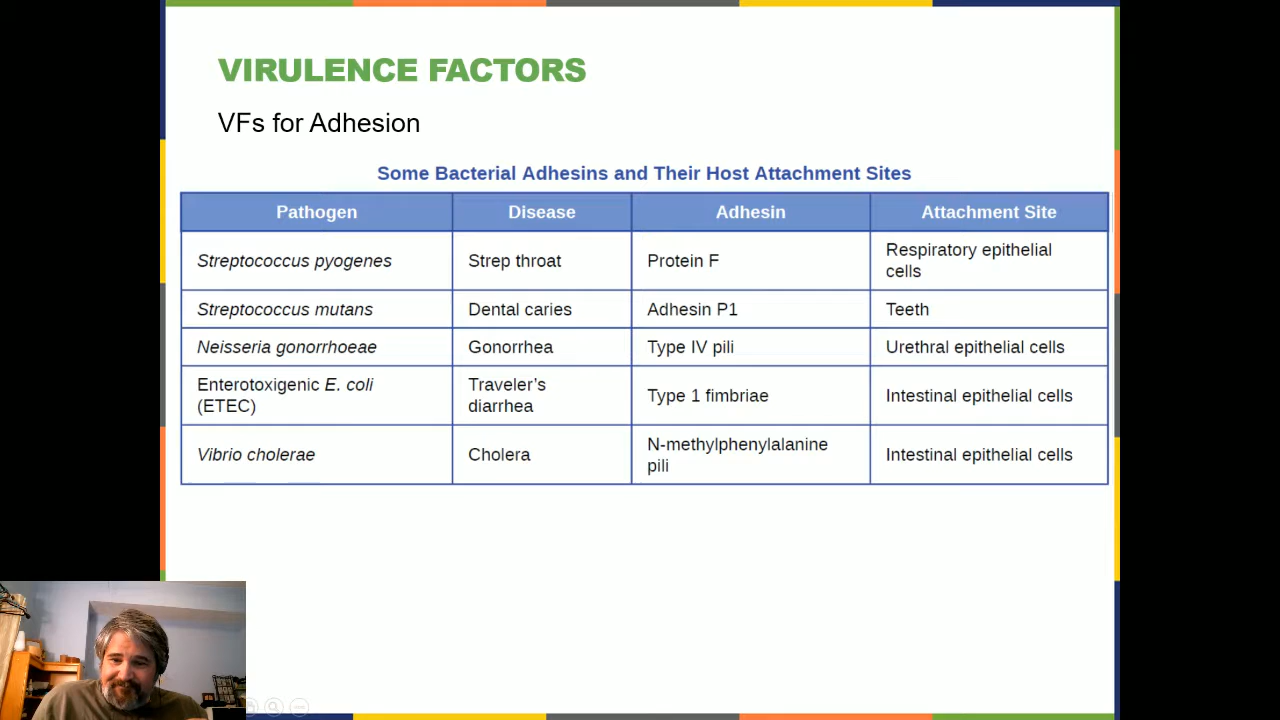 VIRULENCE FACTORS
VFs for Adhesion
Some Bacterial Adhesins and Their Host Attachment Sites
Pathogen Disease Adhesin Attachment Site
Streptococcus pyogenes Strep throat Protein F Respiratory epithelial
cells
Streptococcus mutans Dental caries Adhesin P1 Teeth
Neisseria gonorrhoeae Gonorrhea Type IV pili Urethral epithelial cells
Enterotoxigenic E. coli
(ETEC) Traveler’s
diarrhea Type 1 fimbriae Intestinal epithelial cells
Vibrio cholerae Cholera N-methylphenylalanine
pili Intestinal epithelial cells